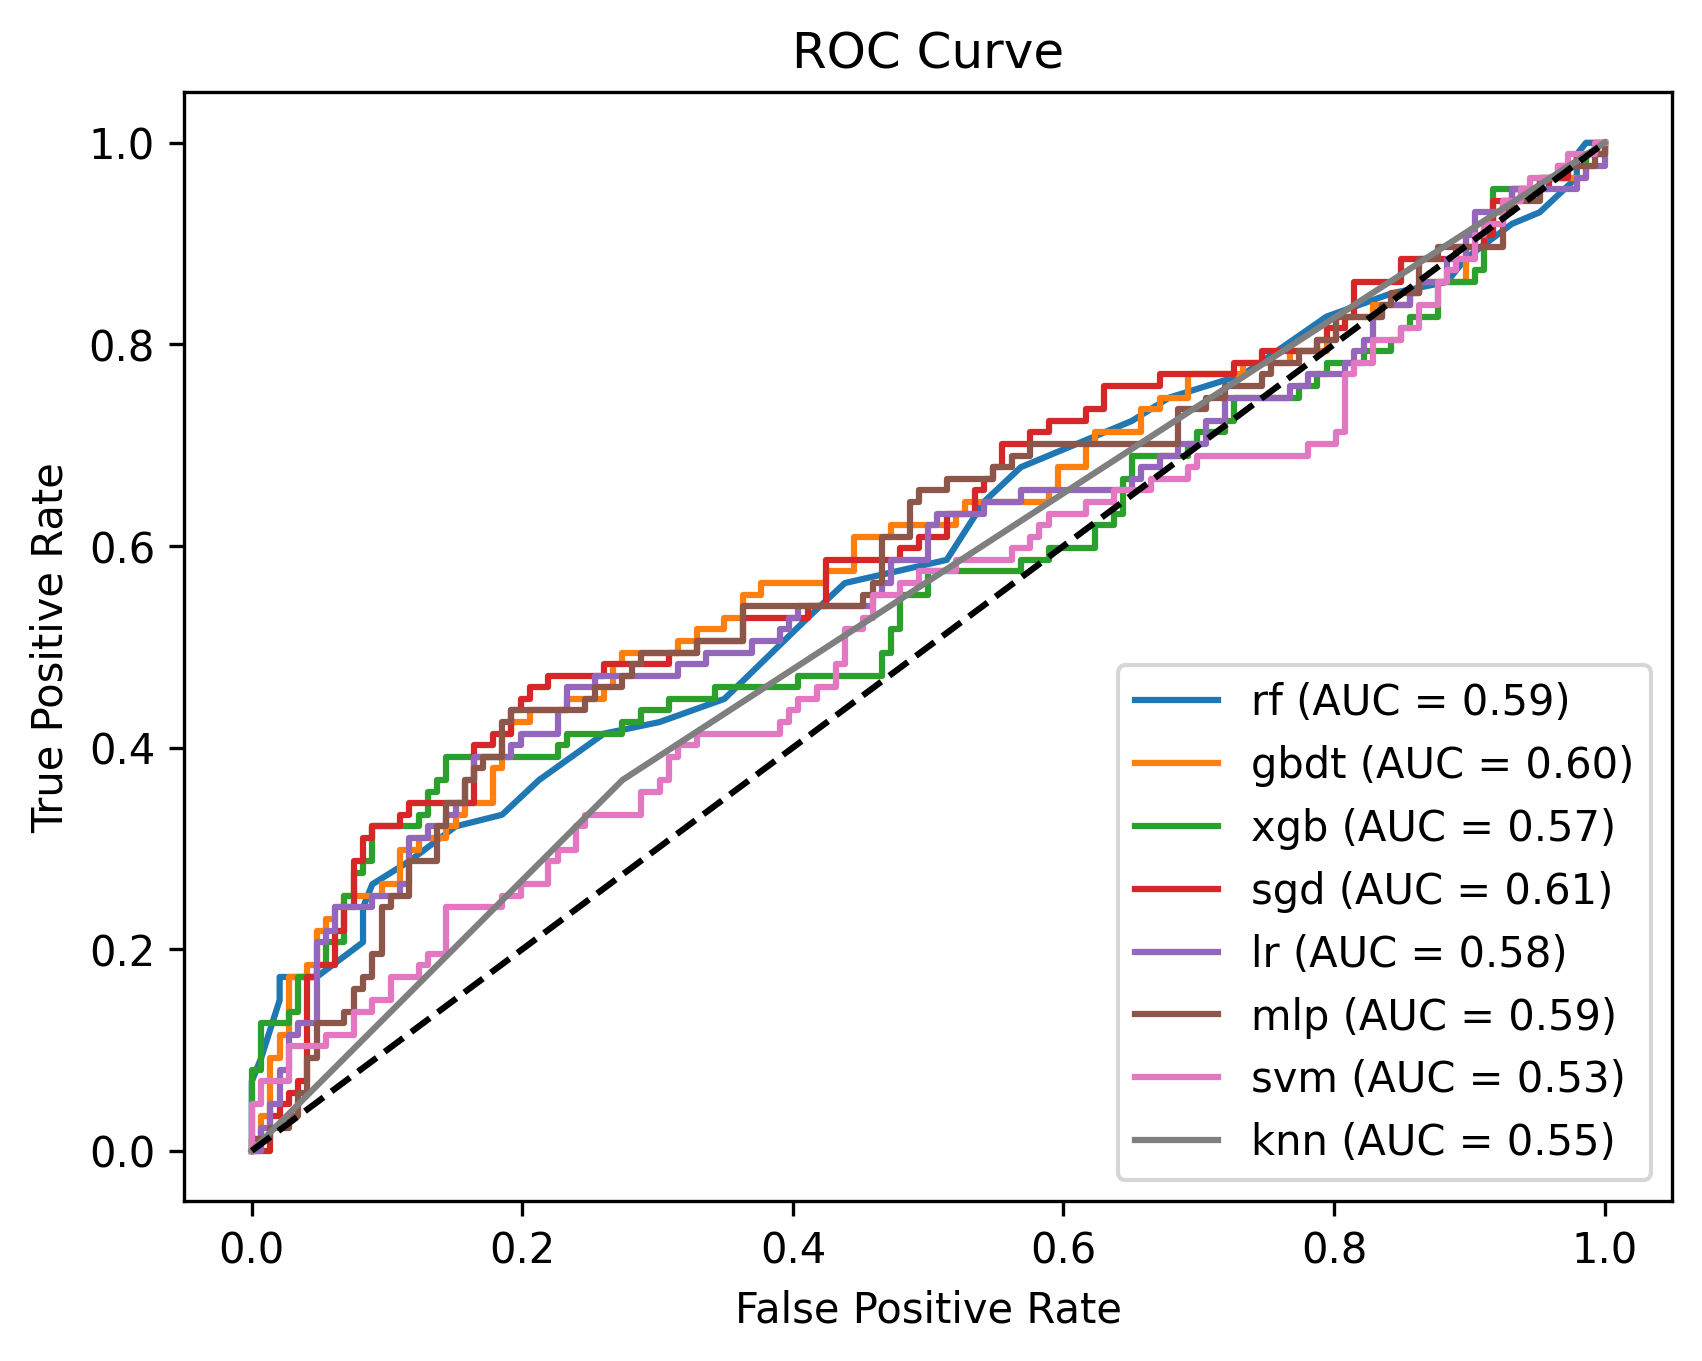 ROC Curve
True Positive Rate
1.0
0.8
0.6
0.4
0.2
0.0
rf (AUC = 0.59)
gbdt (AUC = 0.60)
xgb (AUC = 0.57)
sgd (AUC = 0.61)
lr (AUC = 0.58)
mlp (AUC = 0.59)
svm (AUC = 0.53)
knn (AUC = 0.55)
0.0 0.2 0.4 0.6 0.8 1.0
False Positive Rate